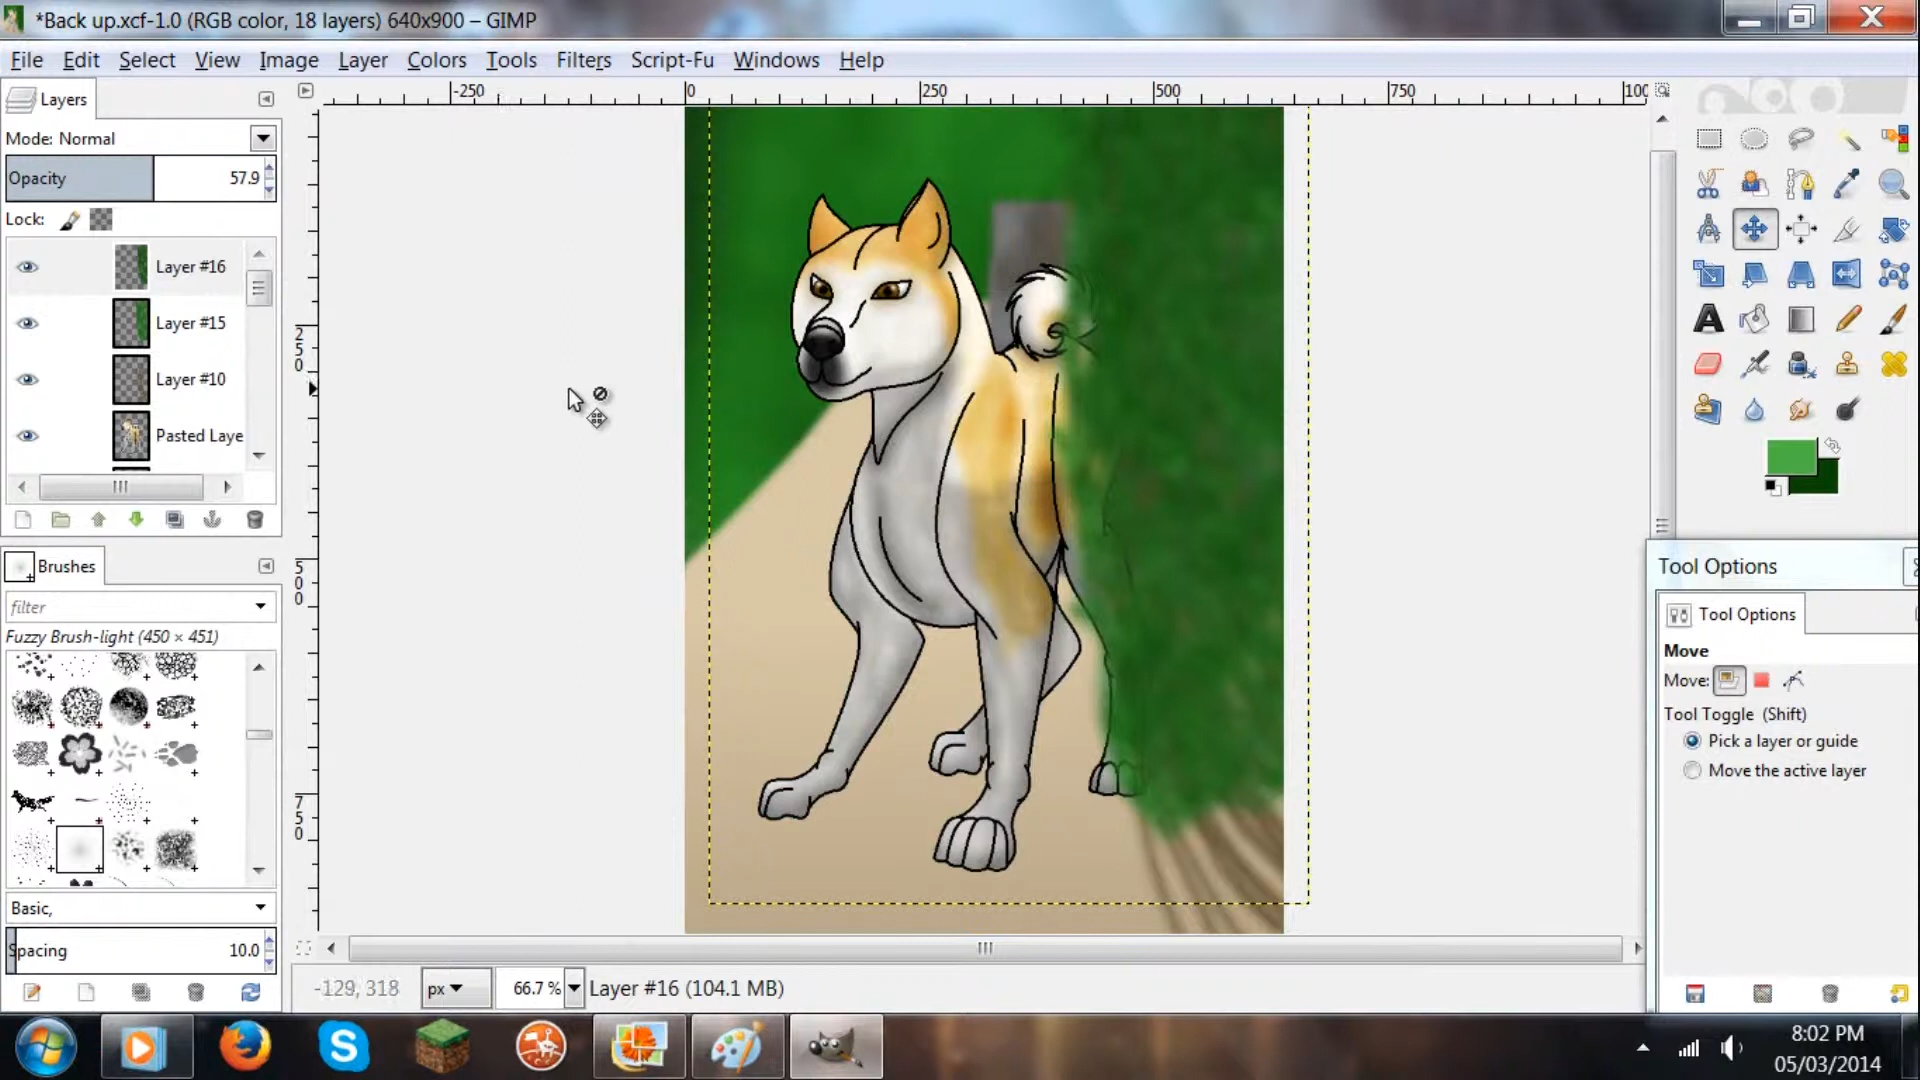 *Back up.xcf-1.0 (RGB color, 18 layers) 640x900 – GIMP
File Edit Select View Image Layer Colors Tools Filters Script-Fu Windows Help
Layers
Mode: Normal
Opacity 57.9
Lock:
Layer #16
Layer #15
Layer #10
Pasted Laye
Brushes
filter
Fuzzy Brush-light (450 × 451)
Basic,
Spacing 10.0
-250 0 250 500 750 100
250
500
750
-129, 318 px 66.7 % Layer #16 (104.1 MB)
Tool Options
Tool Options
Move
Move:
Tool Toggle (Shift)
Pick a layer or guide
Move the active layer
8:02 PM
05/03/2014